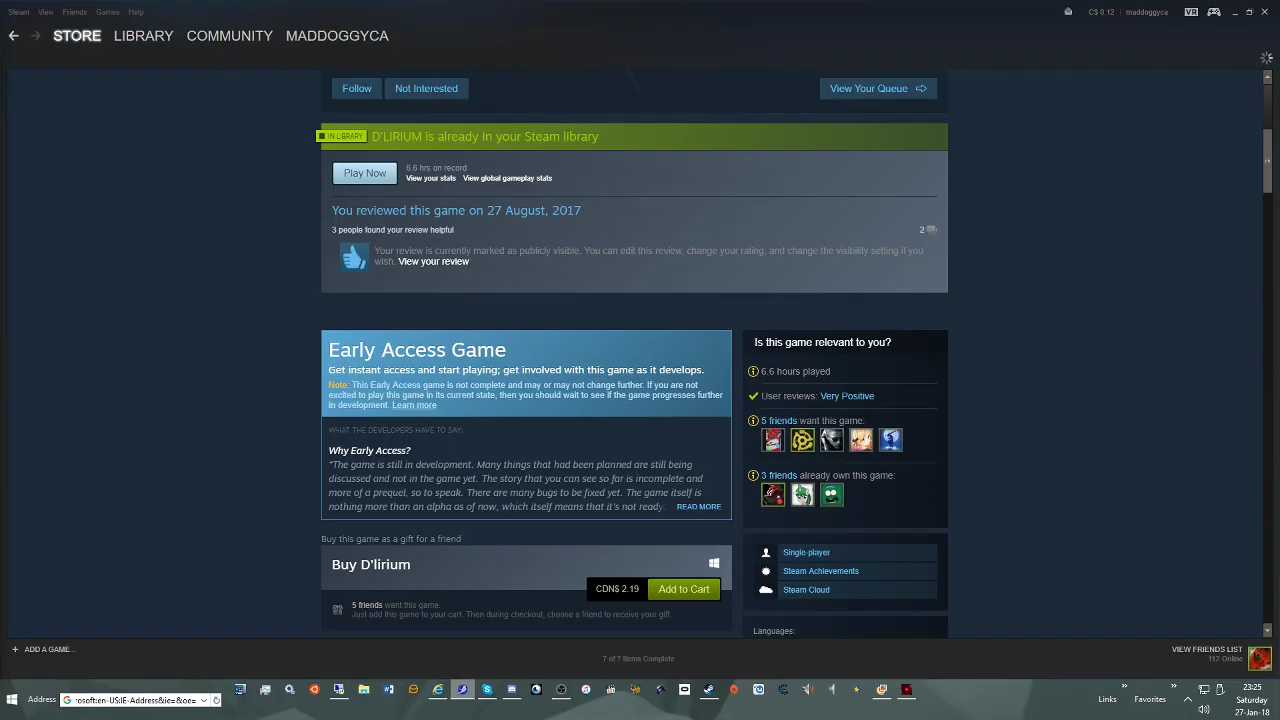 Steam View Friends Games Help
C$ 0.12 | maddoggyca VR
STORE LIBRARY COMMUNITY MADDOGGYCA
Follow Not Interested View Your Queue
IN LIBRARY D'LIRIUM is already in your Steam library
Play Now
6.6 hrs on record
View your stats View global gameplay stats
You reviewed this game on 27 August, 2017
3 people found your review helpful 2
Your review is currently marked as publicly visible. You can edit this review, change your rating, and change the visibility setting if you
wish. View your review
Early Access Game
Get instant access and start playing; get involved with this game as it develops.
Note: This Early Access game is not complete and may or may not change further. If you are not
excited to play this game in its current state, then you should wait to see if the game progresses further
in development. Learn more
WHAT THE DEVELOPERS HAVE TO SAY:
Why Early Access?
"The game is still in development. Many things that had been planned are still being
discussed and not in the game yet. The story that you can see so far is incomplete and
more of a prequel, so to speak. There are many bugs to be fixed yet. The game itself is
nothing more than an alpha as of now, which itself means that it's not ready. READ MORE
Is this game relevant to you?
6.6 hours played
User reviews: Very Positive
5 friends want this game:
3 friends already own this game:
Buy this game as a gift for a friend
Buy D'lirium
CDN$ 2.19 Add to Cart
5 friends want this game.
Just add this game to your cart. Then during checkout, choose a friend to receive your gift.
Single-player
Steam Achievements
Steam Cloud
Languages:
+ ADD A GAME...
7 of 7 Items Complete
VIEW FRIENDS LIST
112 Online
Address rosoft:en-US:IE-Address&ie=&oe=
Links » Favorites »
23:25
Saturday
27-Jan-18